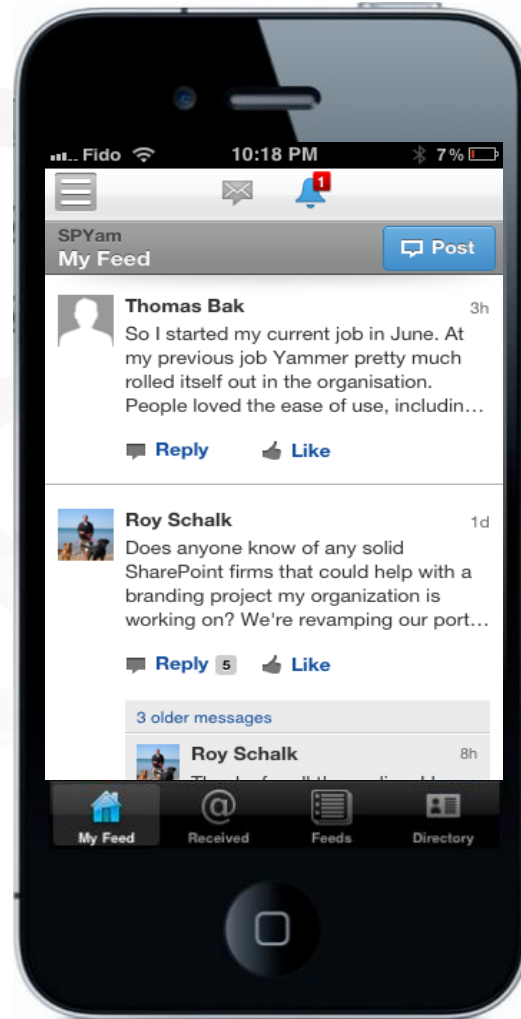 Fido 10:18 PM 7%
1
SPYam
My Feed
Post
Thomas Bak 3h
So I started my current job in June. At
my previous job Yammer pretty much
rolled itself out in the organisation.
People loved the ease of use, includin...
Reply Like
Roy Schalk 1d
Does anyone know of any solid
SharePoint firms that could help with a
branding project my organization is
working on? We're revamping our port...
Reply 5 Like
3 older messages
Roy Schalk 8h
My Feed Received Feeds Directory